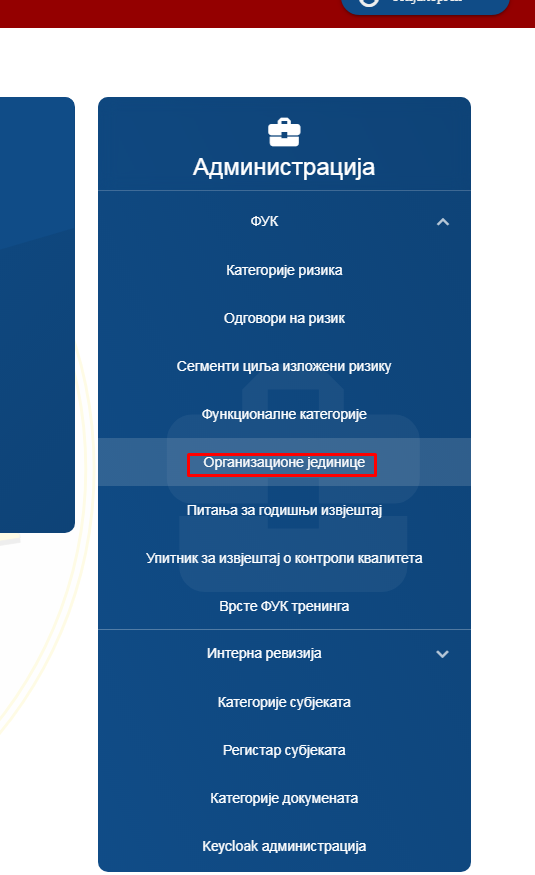 Администрација
ФУК
Категорије ризика
Одговори на ризик
Сегменти циља изложени ризику
Функционалне категорије
Организационе јединице
Питања за годишњи извјештај
Упитник за извјештај о контроли квалитета
Врсте ФУК тренинга
Интерна ревизија
Категорије субјеката
Регистар субјеката
Категорије докумената
Keycloak администрација